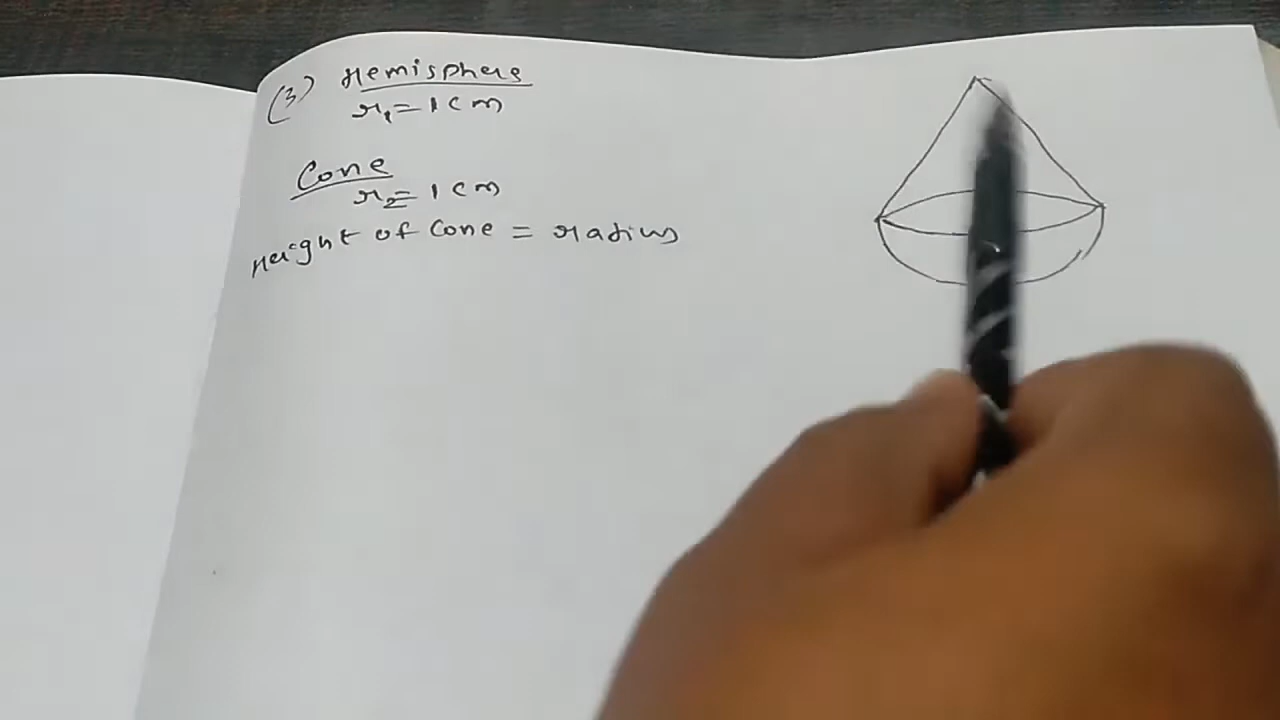 (3) Hemisphere
r₁ = 1 cm
Cone
r₂ = 1 cm
Height of Cone = radius